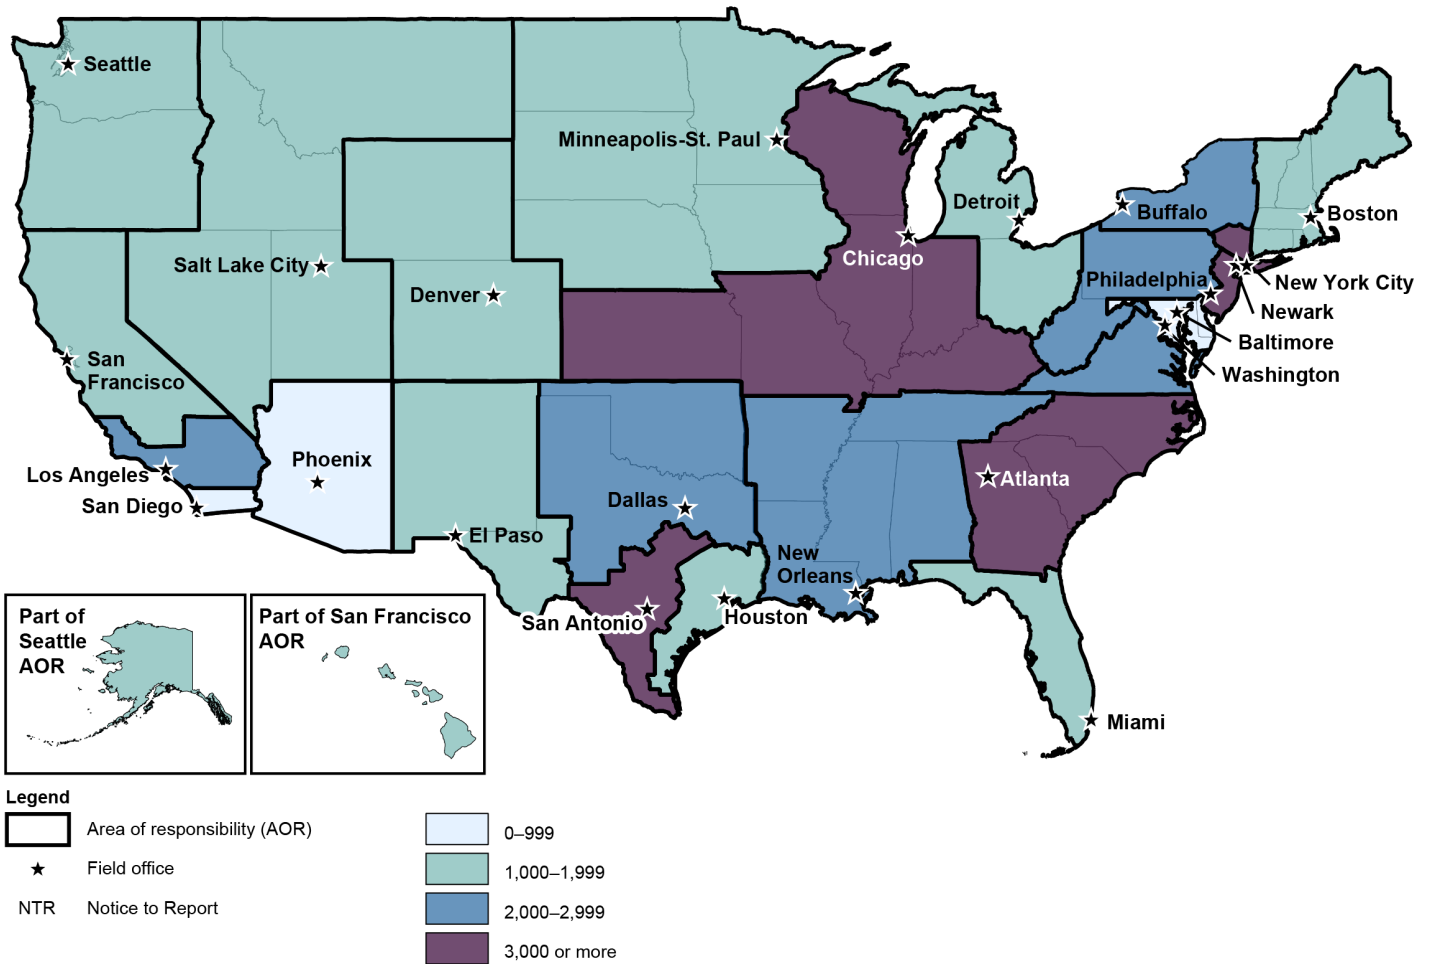 Seattle
Minneapolis-St. Paul
Detroit
Buffalo
Boston
Salt Lake City
Chicago
Denver
Philadelphia
New York City
Newark
Baltimore
Washington
San
Francisco
Phoenix
Los Angeles
San Diego
Atlanta
Dallas
El Paso
New
Orleans
San Antonio
Houston
Miami
Part of
Seattle
AOR
Part of San Francisco
AOR
Legend
Area of responsibility (AOR)
Field office
NTR Notice to Report
0–999
1,000–1,999
2,000–2,999
3,000 or more